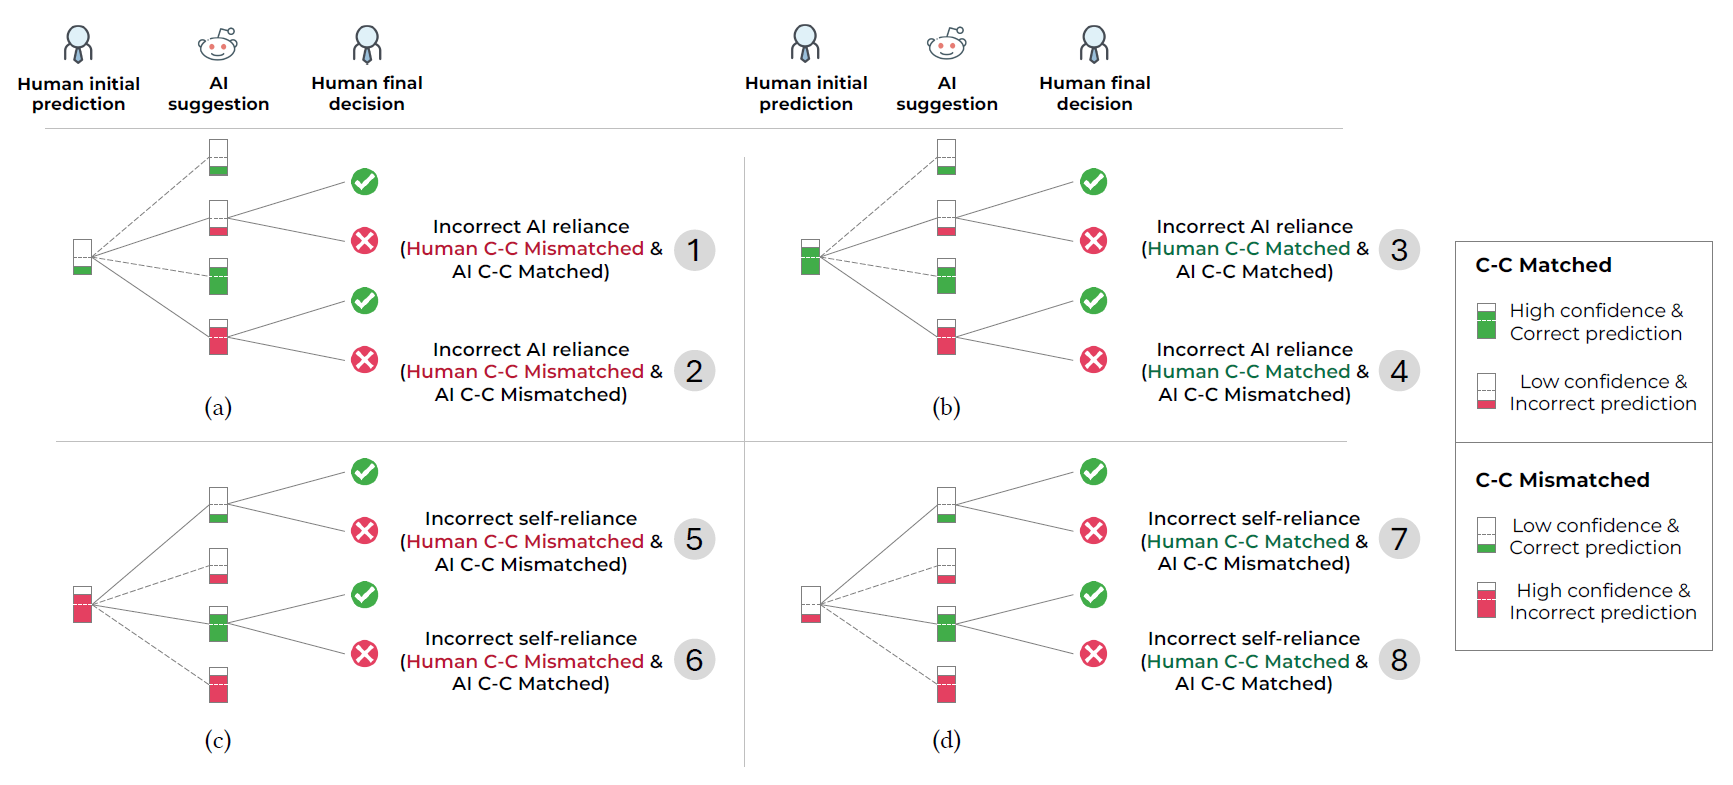 Human initial
prediction
AI
suggestion
Human final
decision
Human initial
prediction
AI
suggestion
Human final
decision
Incorrect AI reliance
(Human C-C Mismatched &
AI C-C Matched)
1
Incorrect AI reliance
(Human C-C Mismatched &
AI C-C Mismatched)
2
(a)
Incorrect AI reliance
(Human C-C Matched &
AI C-C Matched)
3
Incorrect AI reliance
(Human C-C Matched &
AI C-C Mismatched)
4
(b)
Incorrect self-reliance
(Human C-C Mismatched &
AI C-C Mismatched)
5
Incorrect self-reliance
(Human C-C Mismatched &
AI C-C Matched)
6
(c)
Incorrect self-reliance
(Human C-C Matched &
AI C-C Mismatched)
7
Incorrect self-reliance
(Human C-C Matched &
AI C-C Matched)
8
(d)
C-C Matched
High confidence &
Correct prediction
Low confidence &
Incorrect prediction
C-C Mismatched
Low confidence &
Correct prediction
High confidence &
Incorrect prediction